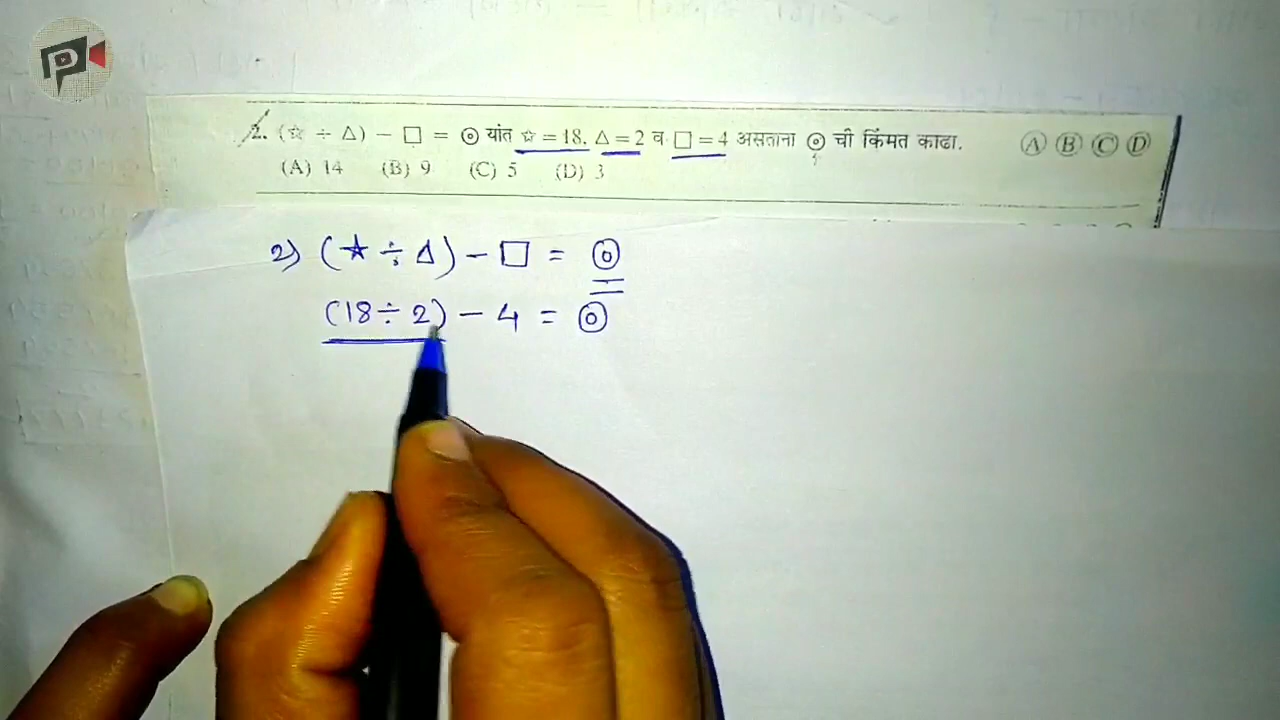 2. (☆ ÷ △) − □ = ⊙ यांत ☆ = 18. △ = 2 व □ = 4 असताना ⊙ ची किंमत काढा. Ⓐ Ⓑ Ⓒ Ⓓ
(A) 14 (B) 9 (C) 5 (D) 3
2) (★ ÷ △) − □ = ⊙
(18 ÷ 2) − 4 = ⊙